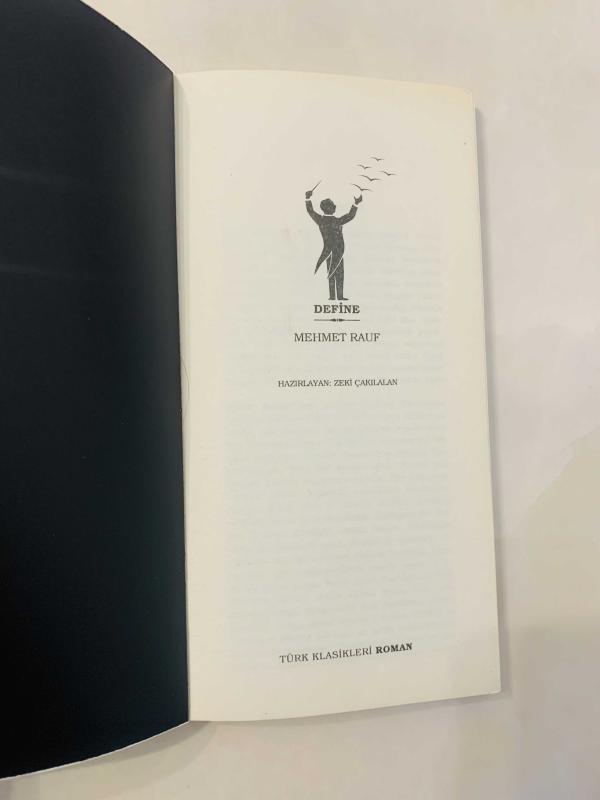 DEFİNE
MEHMET RAUF
HAZIRLAYAN: ZEKİ ÇAKILALAN
TÜRK KLASİKLERİ ROMAN